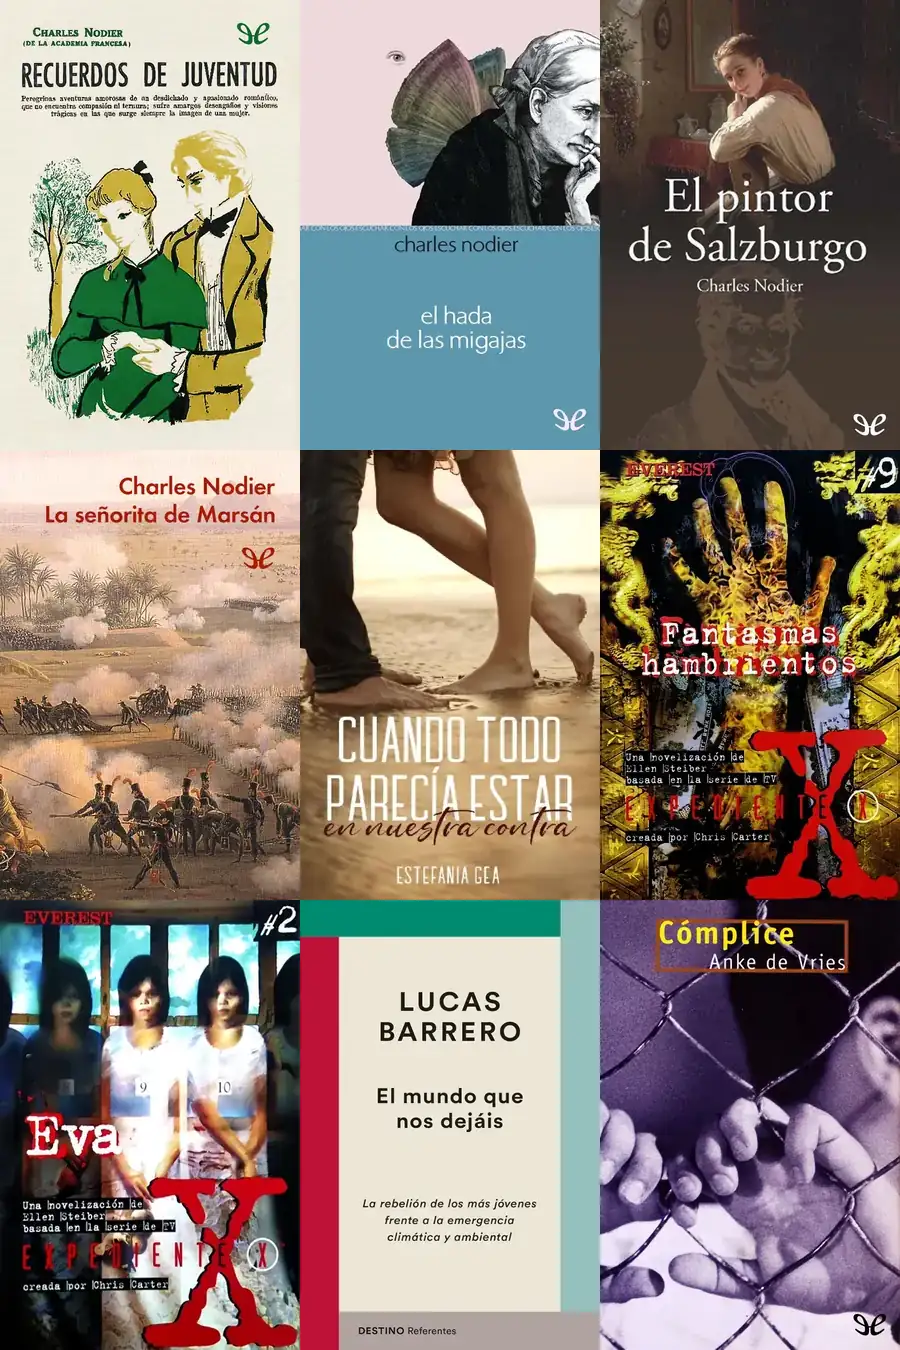 CHARLES NODIER
(DE LA ACADEMIA FRANCESA)
RECUERDOS DE JUVENTUD
Peregrinas aventuras amorosas de un desdichado y apasionado romántico,
que no encuentra compasión ni ternura; sufre amargos desengaños y visiones
trágicas en las que surge siempre la imagen de una mujer.
charles nodier
el hada
de las migajas
El pintor
de Salzburgo
Charles Nodier
Charles Nodier
La señorita de Marsán
CUANDO TODO
PARECÍA ESTAR
en nuestra contra
ESTEFANIA GEA
EVEREST
#9
Fantasmas
hambrientos
Una novelización de
Ellen Steiber
basada en la serie de TV
EXPEDIENTE X
creada por Chris Carter
X
EVEREST
#2
9
10
Eva
Una novelización de
Ellen Steiber
basada en la serie de TV
EXPEDIENTE X
creada por Chris Carter
X
LUCAS
BARRERO
El mundo que
nos dejáis
La rebelión de los más jóvenes
frente a la emergencia
climática y ambiental
DESTINO Referentes
Cómplice
Anke de Vries